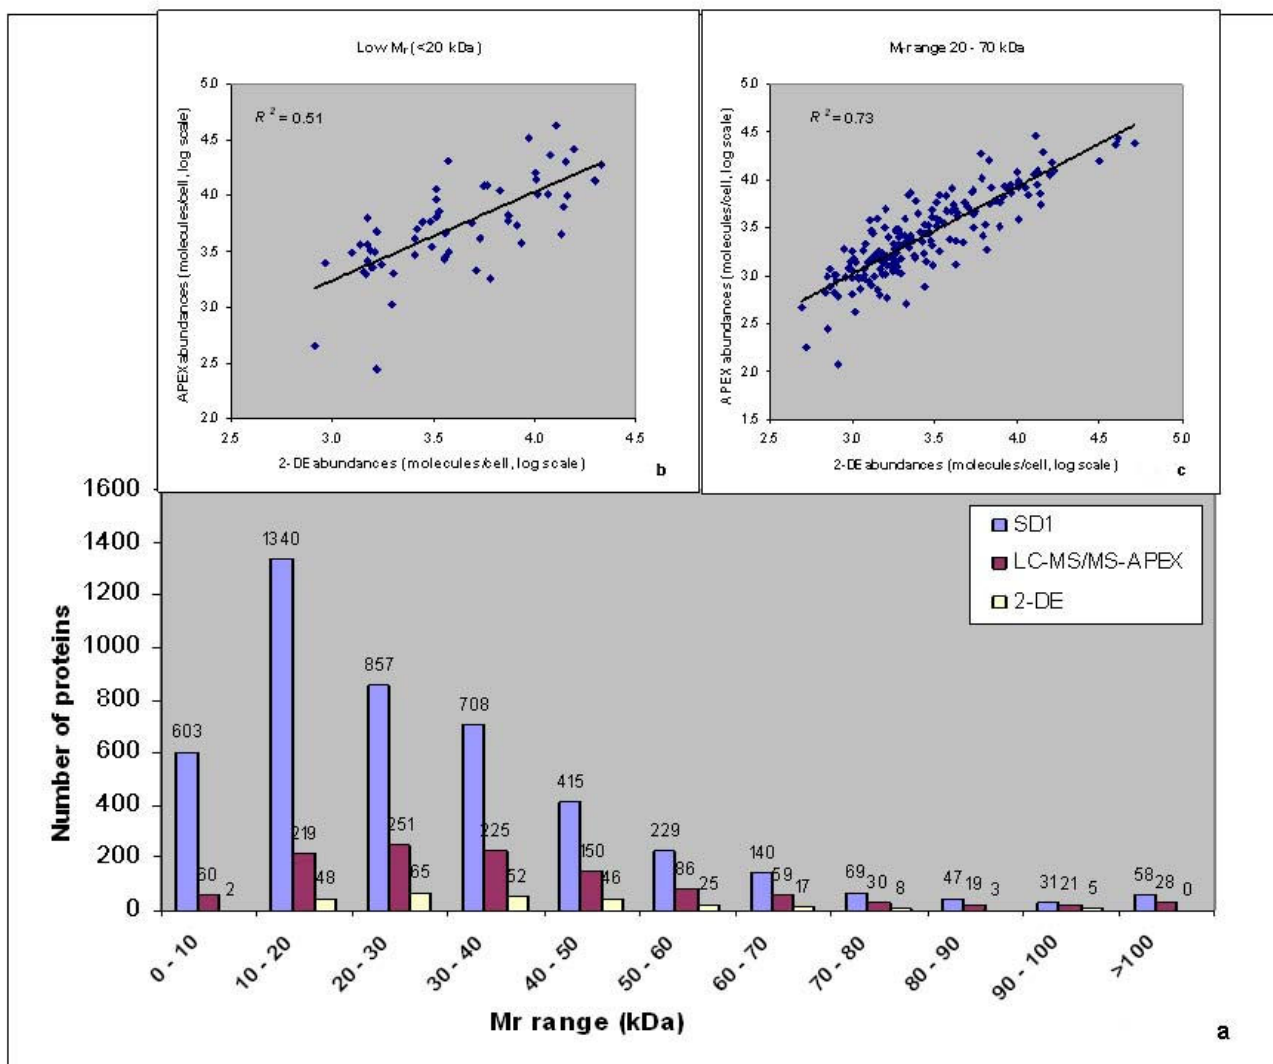 Low Mr (<20 kDa)
R 2 = 0.51
5.0
4.5
4.0
3.5
3.0
2.5
2.0
2.5
3.0
3.5
4.0
4.5
APEX abundances (molecules/cell, log scale)
2-DE abundances (molecules/cell, log scale)
b
Mr range 20 - 70 kDa
R 2 = 0.73
5.0
4.5
4.0
3.5
3.0
2.5
2.0
1.5
2.5
3.0
3.5
4.0
4.5
5.0
APEX abundances (molecules/cell, log scale)
2-DE abundances (molecules/cell, log scale)
c
1600
1400
1200
1000
800
600
400
200
0
Number of proteins
SD1
LC-MS/MS-APEX
2-DE
603
60
2
1340
219
48
857
251
65
708
225
52
415
150
46
229
86
25
140
59
17
69
30
8
47
19
3
31
21
5
58
28
0
0 - 10
10 - 20
20 - 30
30 - 40
40 - 50
50 - 60
60 - 70
70 - 80
80 - 90
90 - 100
>100
Mr range (kDa)
a